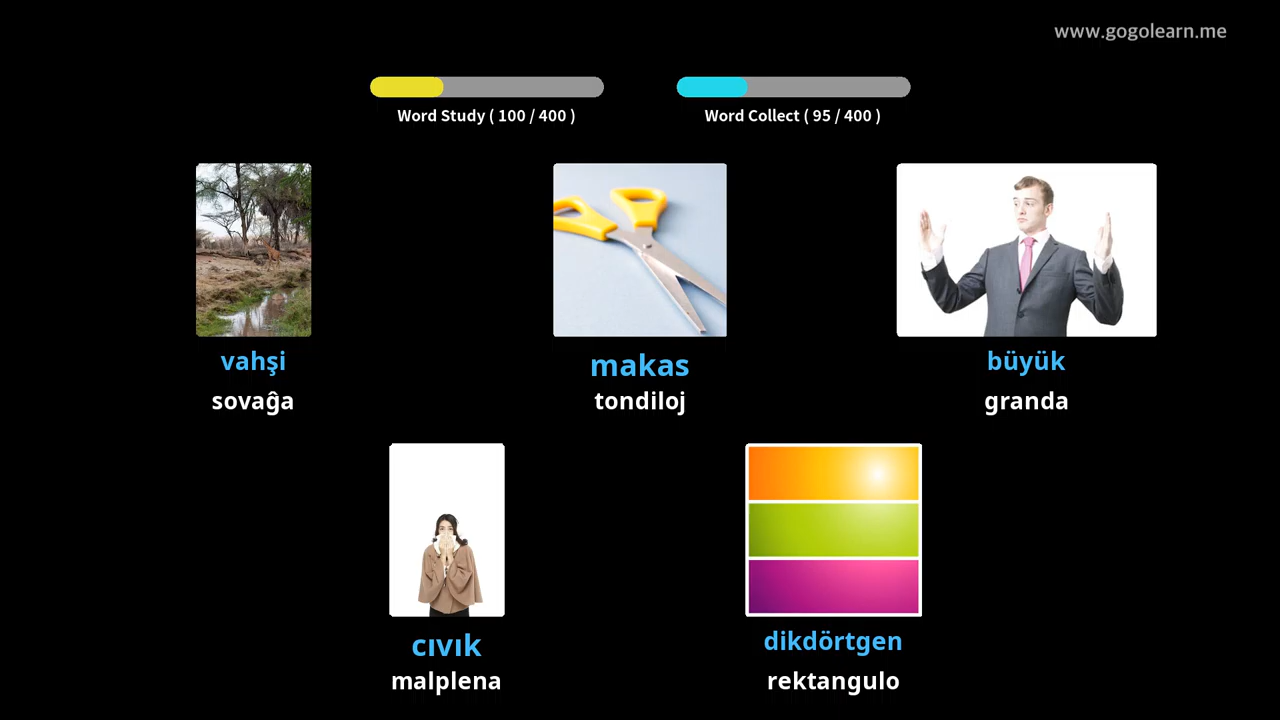 www.gogolearn.me
Word Study ( 100 / 400 )
Word Collect ( 95 / 400 )
vahşi
sovaĝa
makas
tondiloj
büyük
granda
cıvık
malplena
dikdörtgen
rektangulo